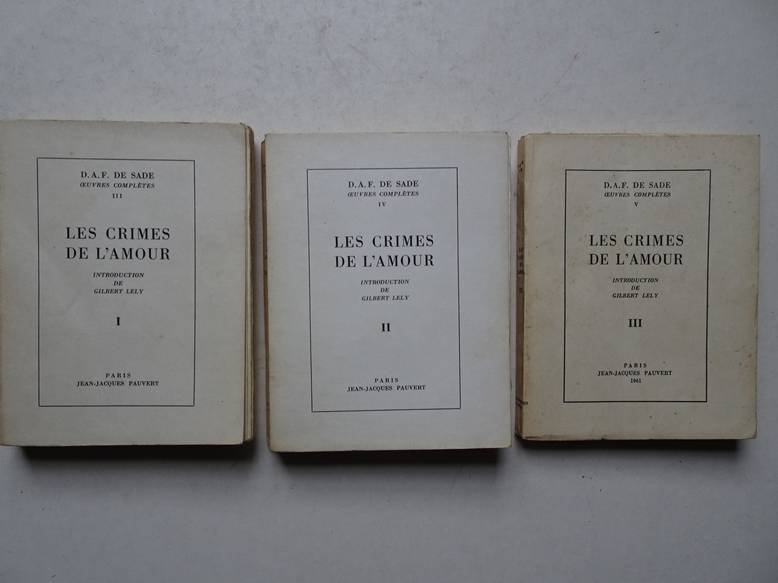 D.A.F. DE SADE
ŒUVRES COMPLÈTES
III
LES CRIMES
DE L'AMOUR
INTRODUCTION
DE
GILBERT LELY
I
PARIS
JEAN-JACQUES PAUVERT
D.A.F. DE SADE
ŒUVRES COMPLÈTES
IV
LES CRIMES
DE L'AMOUR
INTRODUCTION
DE
GILBERT LELY
II
PARIS
JEAN-JACQUES PAUVERT
D.A.F. DE SADE
ŒUVRES COMPLÈTES
V
LES CRIMES
DE L'AMOUR
INTRODUCTION
DE
GILBERT LELY
III
PARIS
JEAN-JACQUES PAUVERT
1961